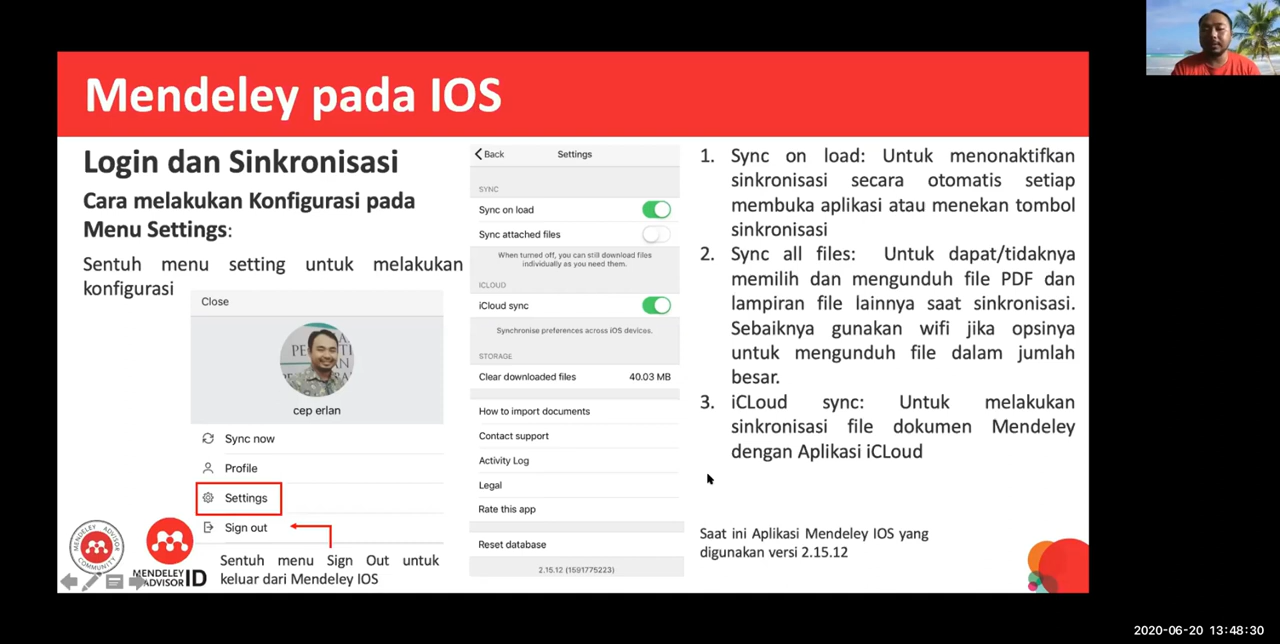 Mendeley pada IOS
Login dan Sinkronisasi
Cara melakukan Konfigurasi pada
Menu Settings:
Sentuh menu setting untuk melakukan
konfigurasi
Close
cep erlan
Sync now
Profile
Settings
Sign out
Sentuh menu Sign Out untuk
keluar dari Mendeley IOS
MENDELEY ADVISOR
COMMUNITY
MENDELEY
ADVISOR ID
Back
Settings
SYNC
Sync on load
Sync attached files
When turned off, you can still download files
individually as you need them.
ICLOUD
iCloud sync
Synchronise preferences across iOS devices.
STORAGE
Clear downloaded files 40.03 MB
How to import documents
Contact support
Activity Log
Legal
Rate this app
Reset database
2.15.12 (1591775223)
1. Sync on load: Untuk menonaktifkan
sinkronisasi secara otomatis setiap
membuka aplikasi atau menekan tombol
sinkronisasi
2. Sync all files: Untuk dapat/tidaknya
memilih dan mengunduh file PDF dan
lampiran file lainnya saat sinkronisasi.
Sebaiknya gunakan wifi jika opsinya
untuk mengunduh file dalam jumlah
besar.
3. iCLoud sync: Untuk melakukan
sinkronisasi file dokumen Mendeley
dengan Aplikasi iCLoud
Saat ini Aplikasi Mendeley IOS yang
digunakan versi 2.15.12
2020-06-20 13:48:30